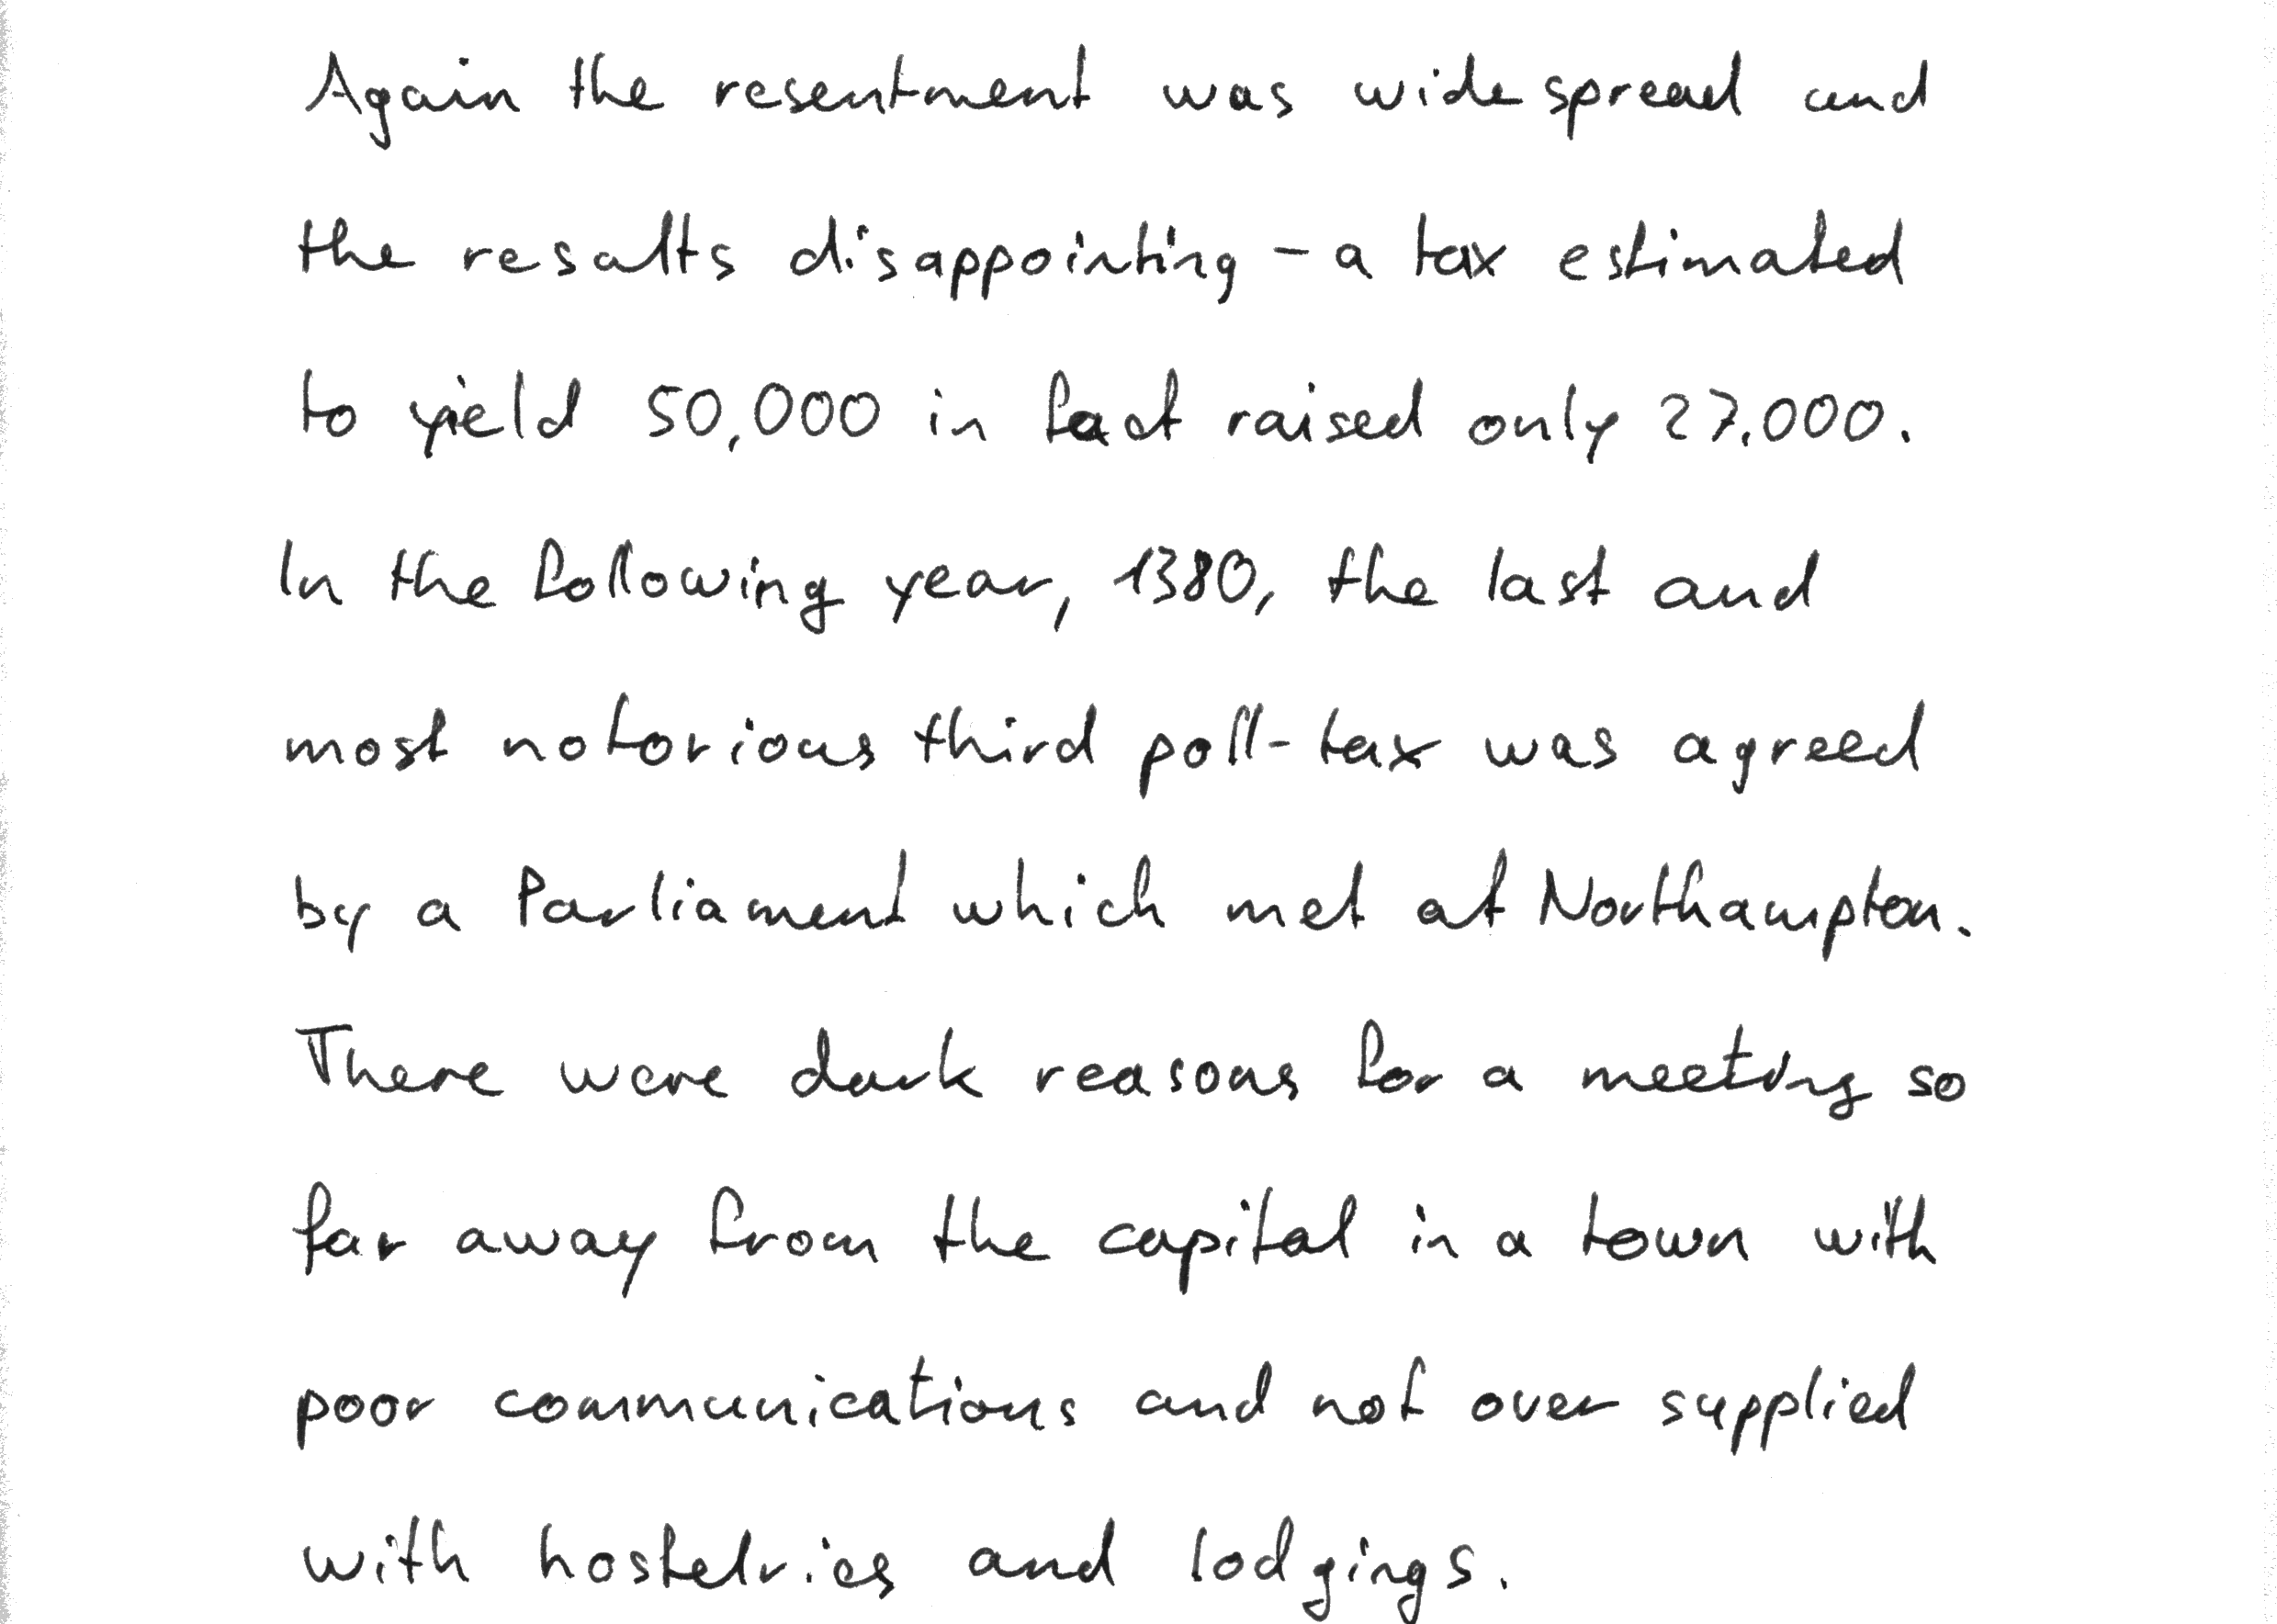 Again the resentment was widespread and
the results disappointing - a tax estimated
to yield 50,000 in fact raised only 27,000.
In the following year, 1380, the last and
most notorious third poll-tax was agreed
by a Parliament which met at Northampton.
There were dark reasons for a meeting so
far away from the capital in a town with
poor communications and not over supplied
with hostelries and lodgings.